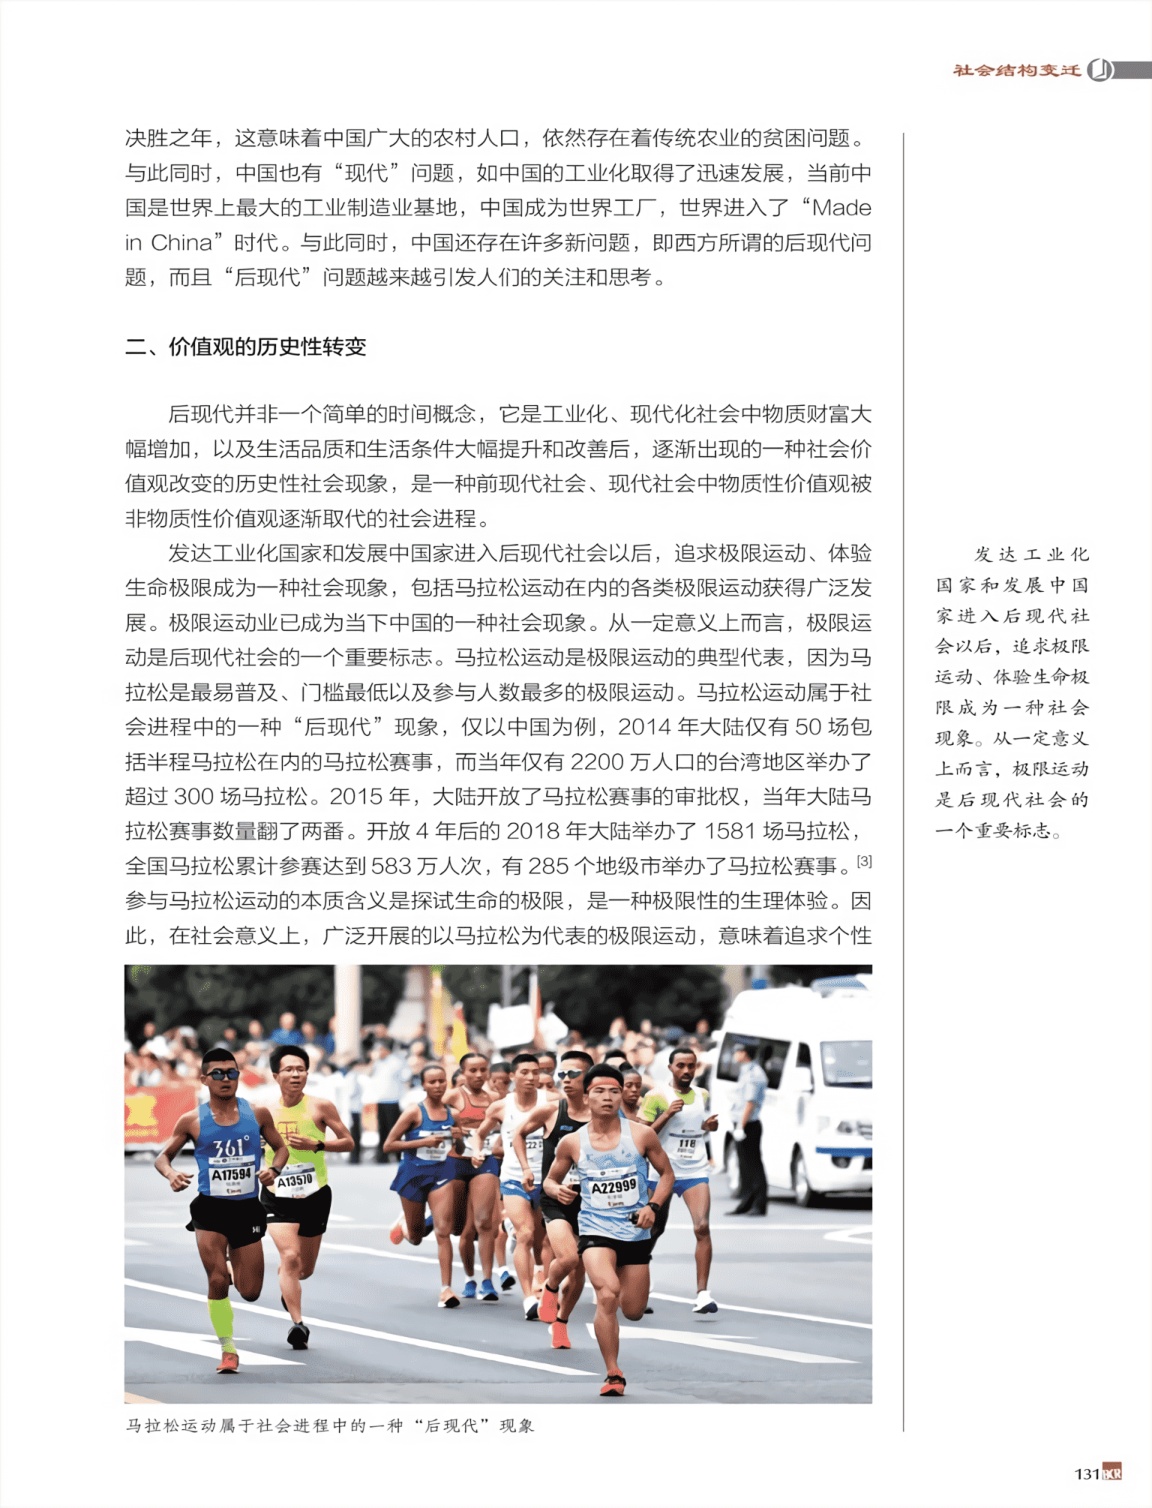 社会结构变迁
决胜之年，这意味着中国广大的农村人口，依然存在着传统农业的贫困问题。
与此同时，中国也有“现代”问题，如中国的工业化取得了迅速发展，当前中
国是世界上最大的工业制造业基地，中国成为世界工厂，世界进入了“Made
in China”时代。与此同时，中国还存在许多新问题，即西方所谓的后现代问
题，而且“后现代”问题越来越引发人们的关注和思考。
二、价值观的历史性转变
后现代并非一个简单的时间概念，它是工业化、现代化社会中物质财富大
幅增加，以及生活品质和生活条件大幅提升和改善后，逐渐出现的一种社会价
值观改变的历史性社会现象，是一种前现代社会、现代社会中物质性价值观被
非物质性价值观逐渐取代的社会进程。
发达工业化国家和发展中国家进入后现代社会以后，追求极限运动、体验
生命极限成为一种社会现象，包括马拉松运动在内的各类极限运动获得广泛发
展。极限运动业已成为当下中国的一种社会现象。从一定意义上而言，极限运
动是后现代社会的一个重要标志。马拉松运动是极限运动的典型代表，因为马
拉松是最易普及、门槛最低以及参与人数最多的极限运动。马拉松运动属于社
会进程中的一种“后现代”现象，仅以中国为例，2014 年大陆仅有 50 场包
括半程马拉松在内的马拉松赛事，而当年仅有 2200 万人口的台湾地区举办了
超过 300 场马拉松。2015 年，大陆开放了马拉松赛事的审批权，当年大陆马
拉松赛事数量翻了两番。开放 4 年后的 2018 年大陆举办了 1581 场马拉松，
全国马拉松累计参赛达到 583 万人次，有 285 个地级市举办了马拉松赛事。[3]
参与马拉松运动的本质含义是探试生命的极限，是一种极限性的生理体验。因
此，在社会意义上，广泛开展的以马拉松为代表的极限运动，意味着追求个性
发达工业化
国家和发展中国
家进入后现代社
会以后，追求极限
运动、体验生命极
限成为一种社会
现象。从一定意义
上而言，极限运动
是后现代社会的
一个重要标志。
361°
A17594
A13570
A22999
118
马拉松运动属于社会进程中的一种“后现代”现象
131